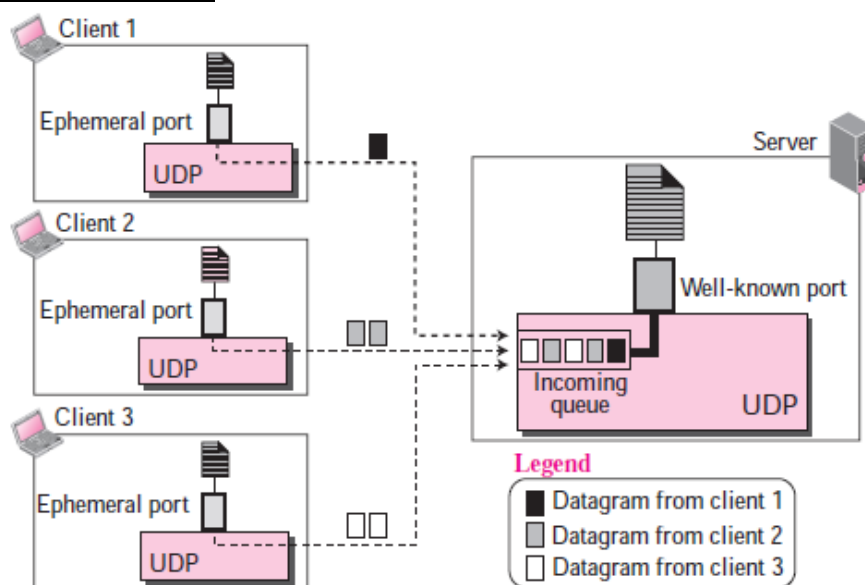 Client 1
Ephemeral port
UDP
Client 2
Ephemeral port
UDP
Client 3
Ephemeral port
UDP
Server
Well-known port
Incoming
queue
UDP
Legend
Datagram from client 1
Datagram from client 2
Datagram from client 3